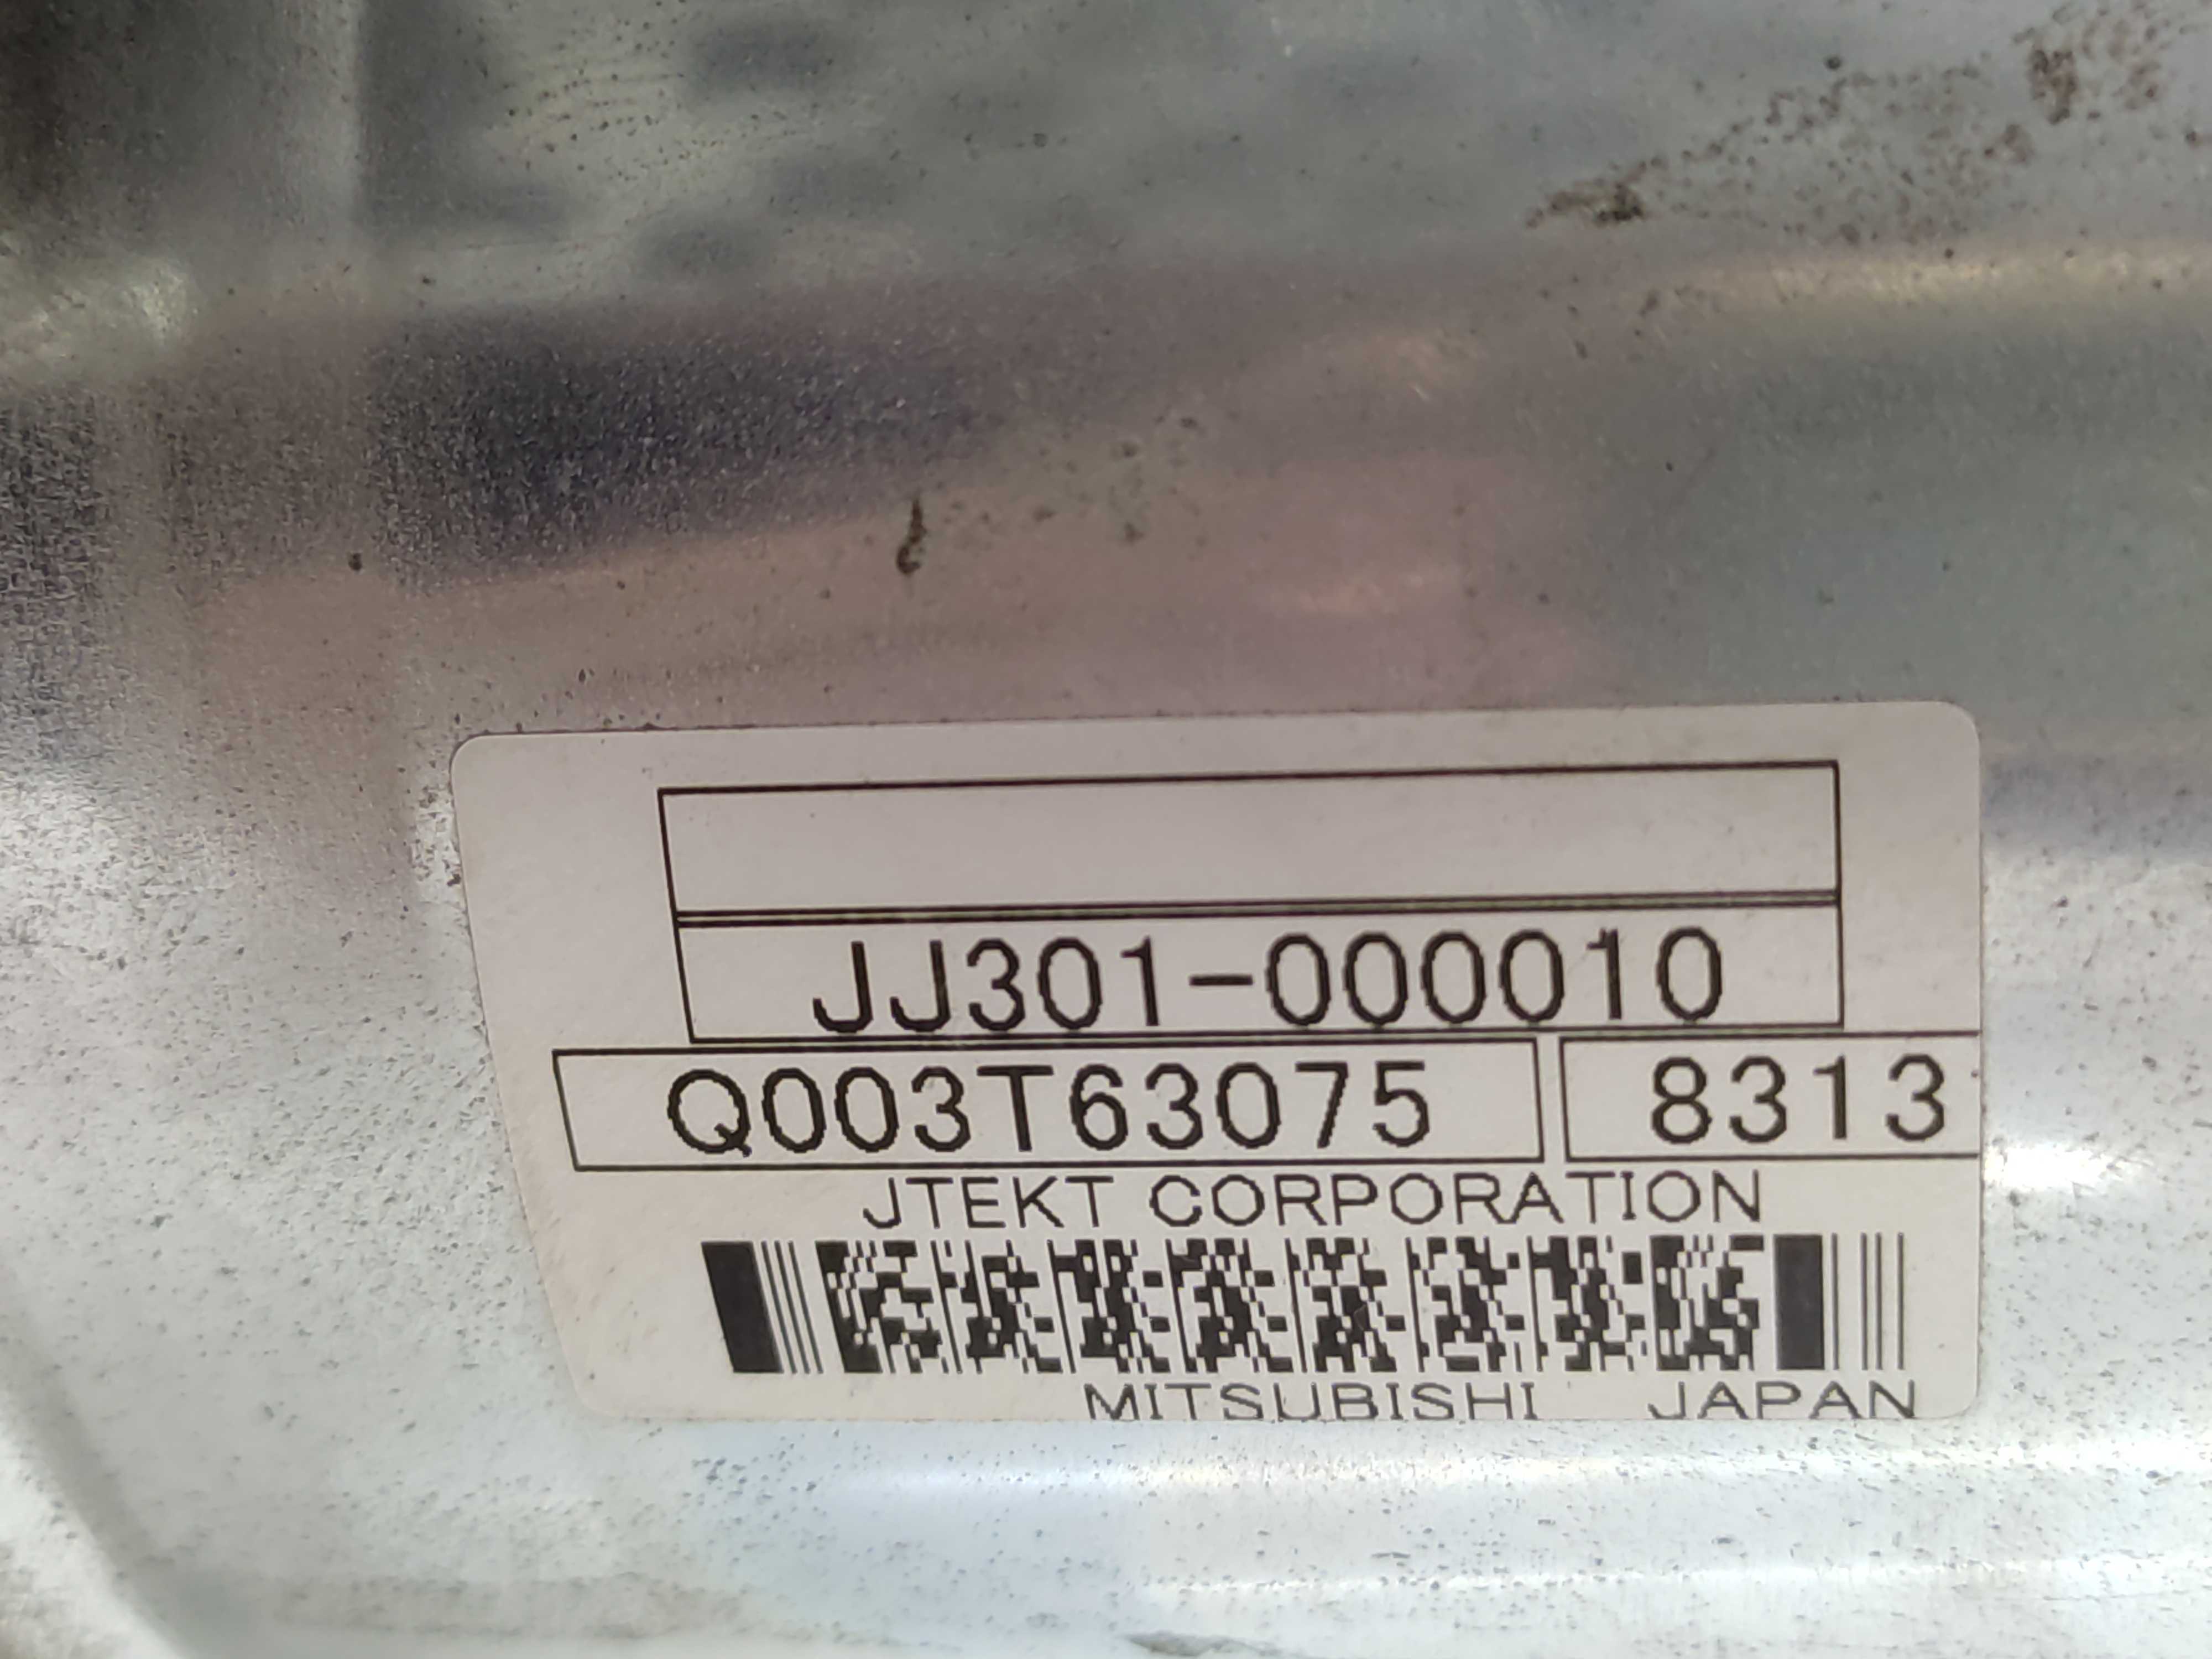 JJ301-000010
Q003T63075 8313
JTEKT CORPORATION
MITSUBISHI JAPAN